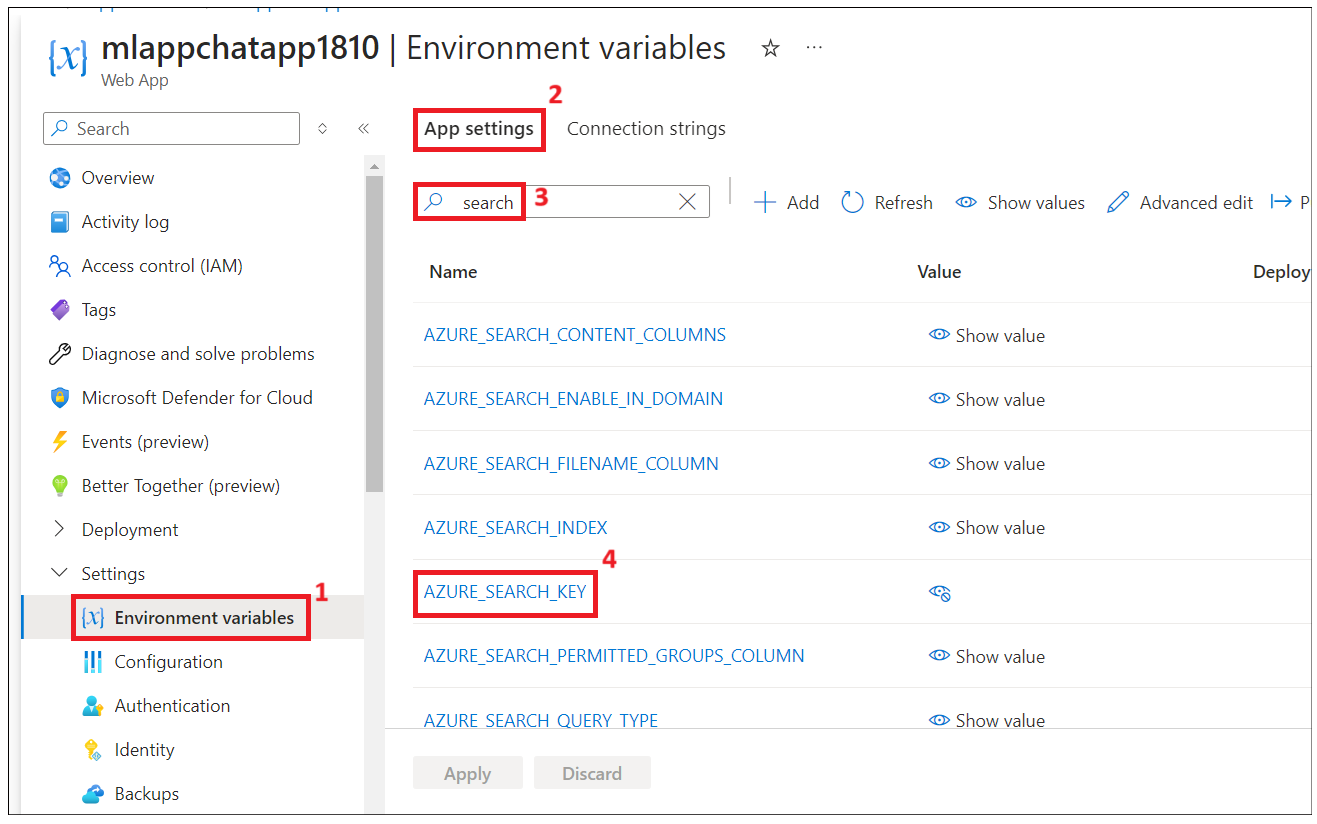 mlappchatapp1810 | Environment variables
Web App
2
Search
App settings Connection strings
search
3
Add Refresh Show values Advanced edit P
Overview
Activity log
Access control (IAM)
Tags
Diagnose and solve problems
Microsoft Defender for Cloud
Events (preview)
Better Together (preview)
Deployment
Settings
1
{x} Environment variables
Configuration
Authentication
Identity
Backups
Name Value Deploy
AZURE_SEARCH_CONTENT_COLUMNS Show value
AZURE_SEARCH_ENABLE_IN_DOMAIN Show value
AZURE_SEARCH_FILENAME_COLUMN Show value
AZURE_SEARCH_INDEX Show value
4
AZURE_SEARCH_KEY
AZURE_SEARCH_PERMITTED_GROUPS_COLUMN Show value
AZURE_SEARCH_QUERY_TYPE Show value
Apply Discard